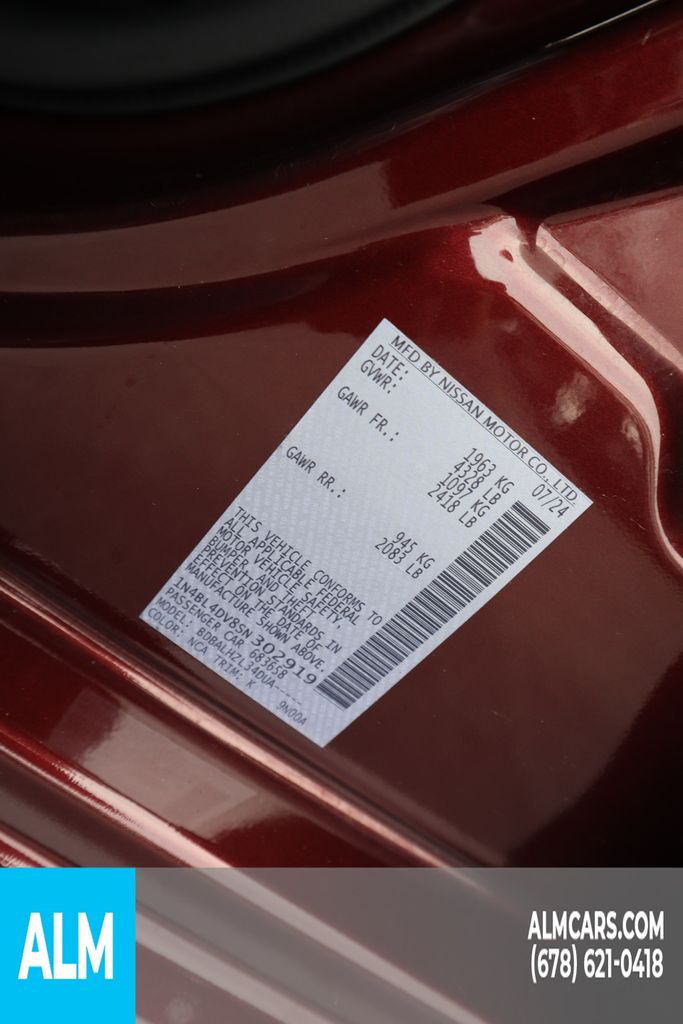 MFD BY NISSAN MOTOR CO., LTD
DATE: 07/24
GVWR: 1963 KG
4328 LB
GAWR FR.: 1097 KG
2418 LB
GAWR RR.: 945 KG
2083 LB
THIS VEHICLE CONFORMS TO
ALL APPLICABLE FEDERAL
MOTOR VEHICLE SAFETY
BUMPER, AND THEFT
PREVENTION STANDARDS IN
EFFECT ON THE DATE OF
MANUFACTURE SHOWN ABOVE.
1N4BL4DV8SN302919
PASSENGER CAR 683658
MODEL: BDBALHZL34DUA-----
COLOR: NCA TRIM: K 9N00A
ALM
ALMCARS.COM
(678) 621-0418